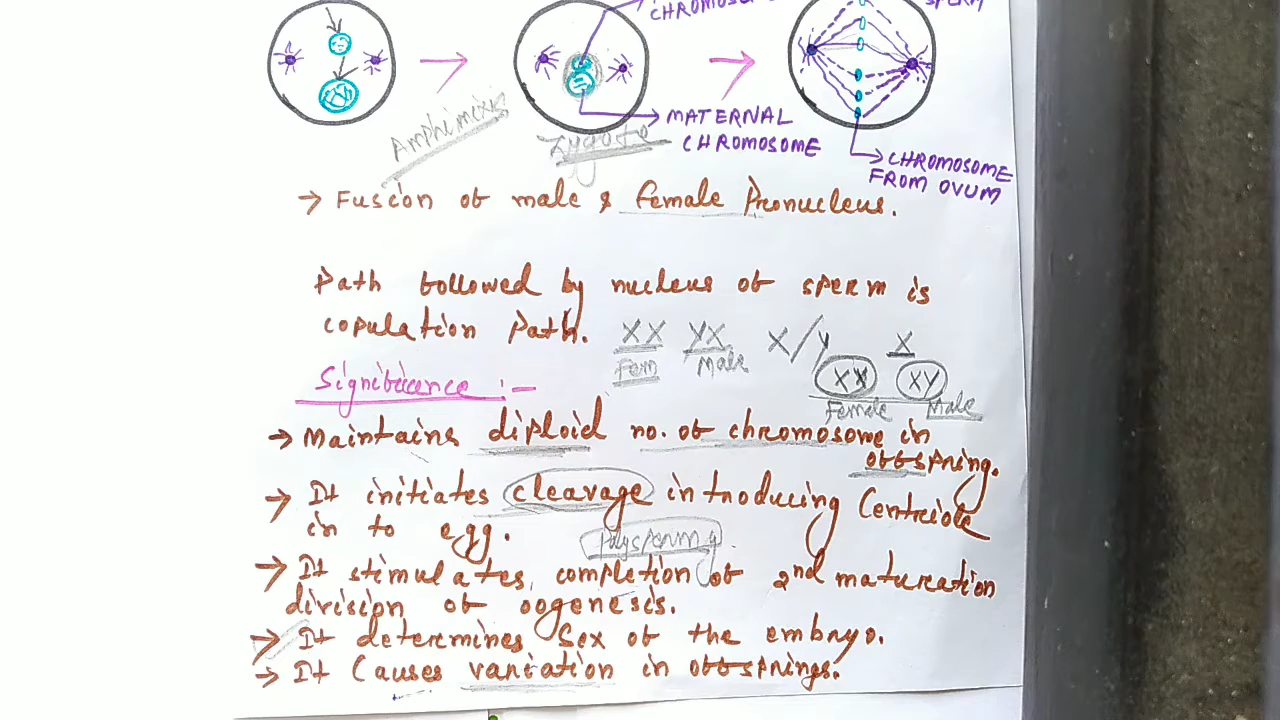 SPERM
MATERNAL
CHROMOSOME
CHROMOSOME
FROM OVUM
Amphimixis
Zygote
→ Fusion of male & female Pronucleus.
Path followed by nucleus of sperm is
copulation Path.
XX YX X/Y X
Fem Male
XX XY
Female Male
Significance :-
→ Maintains diploid no. of chromosome in
offspring.
→ It initiates cleavage introducing Centriole
in to egg.
Polyspermy
→ It stimulates completion of 2nd maturation
division of oogenesis.
→ It determines Sex of the embryo.
→ It Causes variation in offsprings.